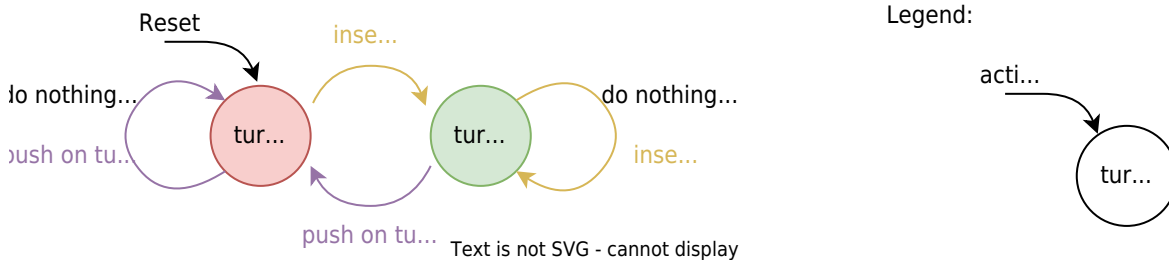 Reset
Legend:
inse...
acti...
do nothing...
do nothing...
tur...
tur...
push on tu...
inse...
tur...
push on tu...
Text is not SVG - cannot display